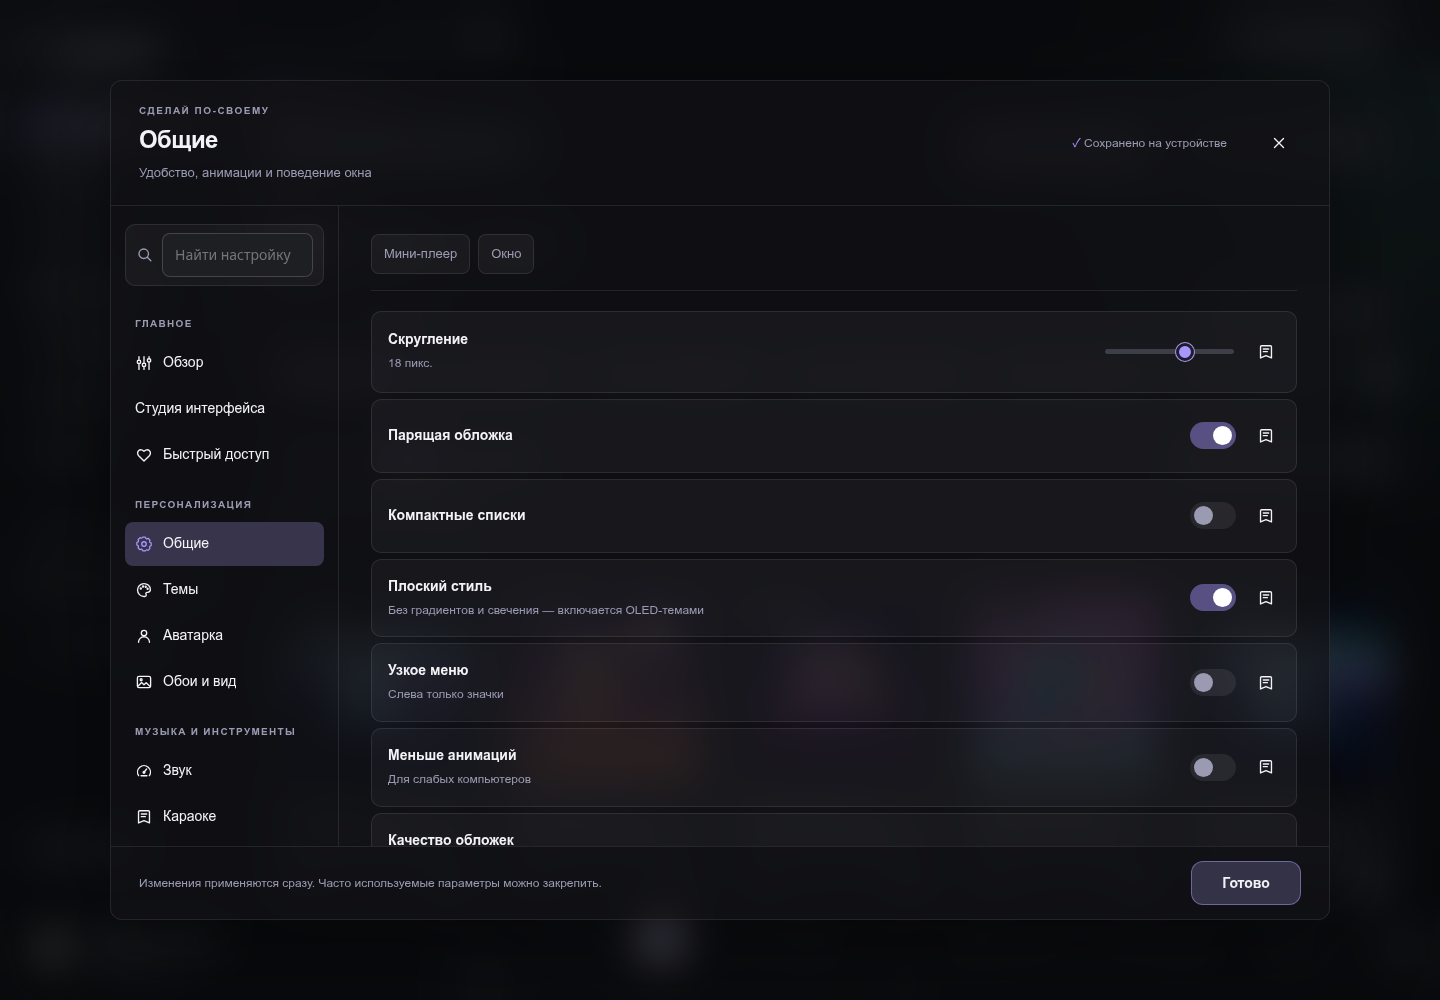 СДЕЛАЙ ПО-СВОЕМУ
Общие
Удобство, анимации и поведение окна
✓ Сохранено на устройстве
Найти настройку
ГЛАВНОЕ
Обзор
Студия интерфейса
Быстрый доступ
ПЕРСОНАЛИЗАЦИЯ
Общие
Темы
Аватарка
Обои и вид
МУЗЫКА И ИНСТРУМЕНТЫ
Звук
Караоке
Мини-плеер
Окно
Скругление
18 пикс.
Парящая обложка
Компактные списки
Плоский стиль
Без градиентов и свечения — включается OLED-темами
Узкое меню
Слева только значки
Меньше анимаций
Для слабых компьютеров
Качество обложек
Изменения применяются сразу. Часто используемые параметры можно закрепить.
Готово